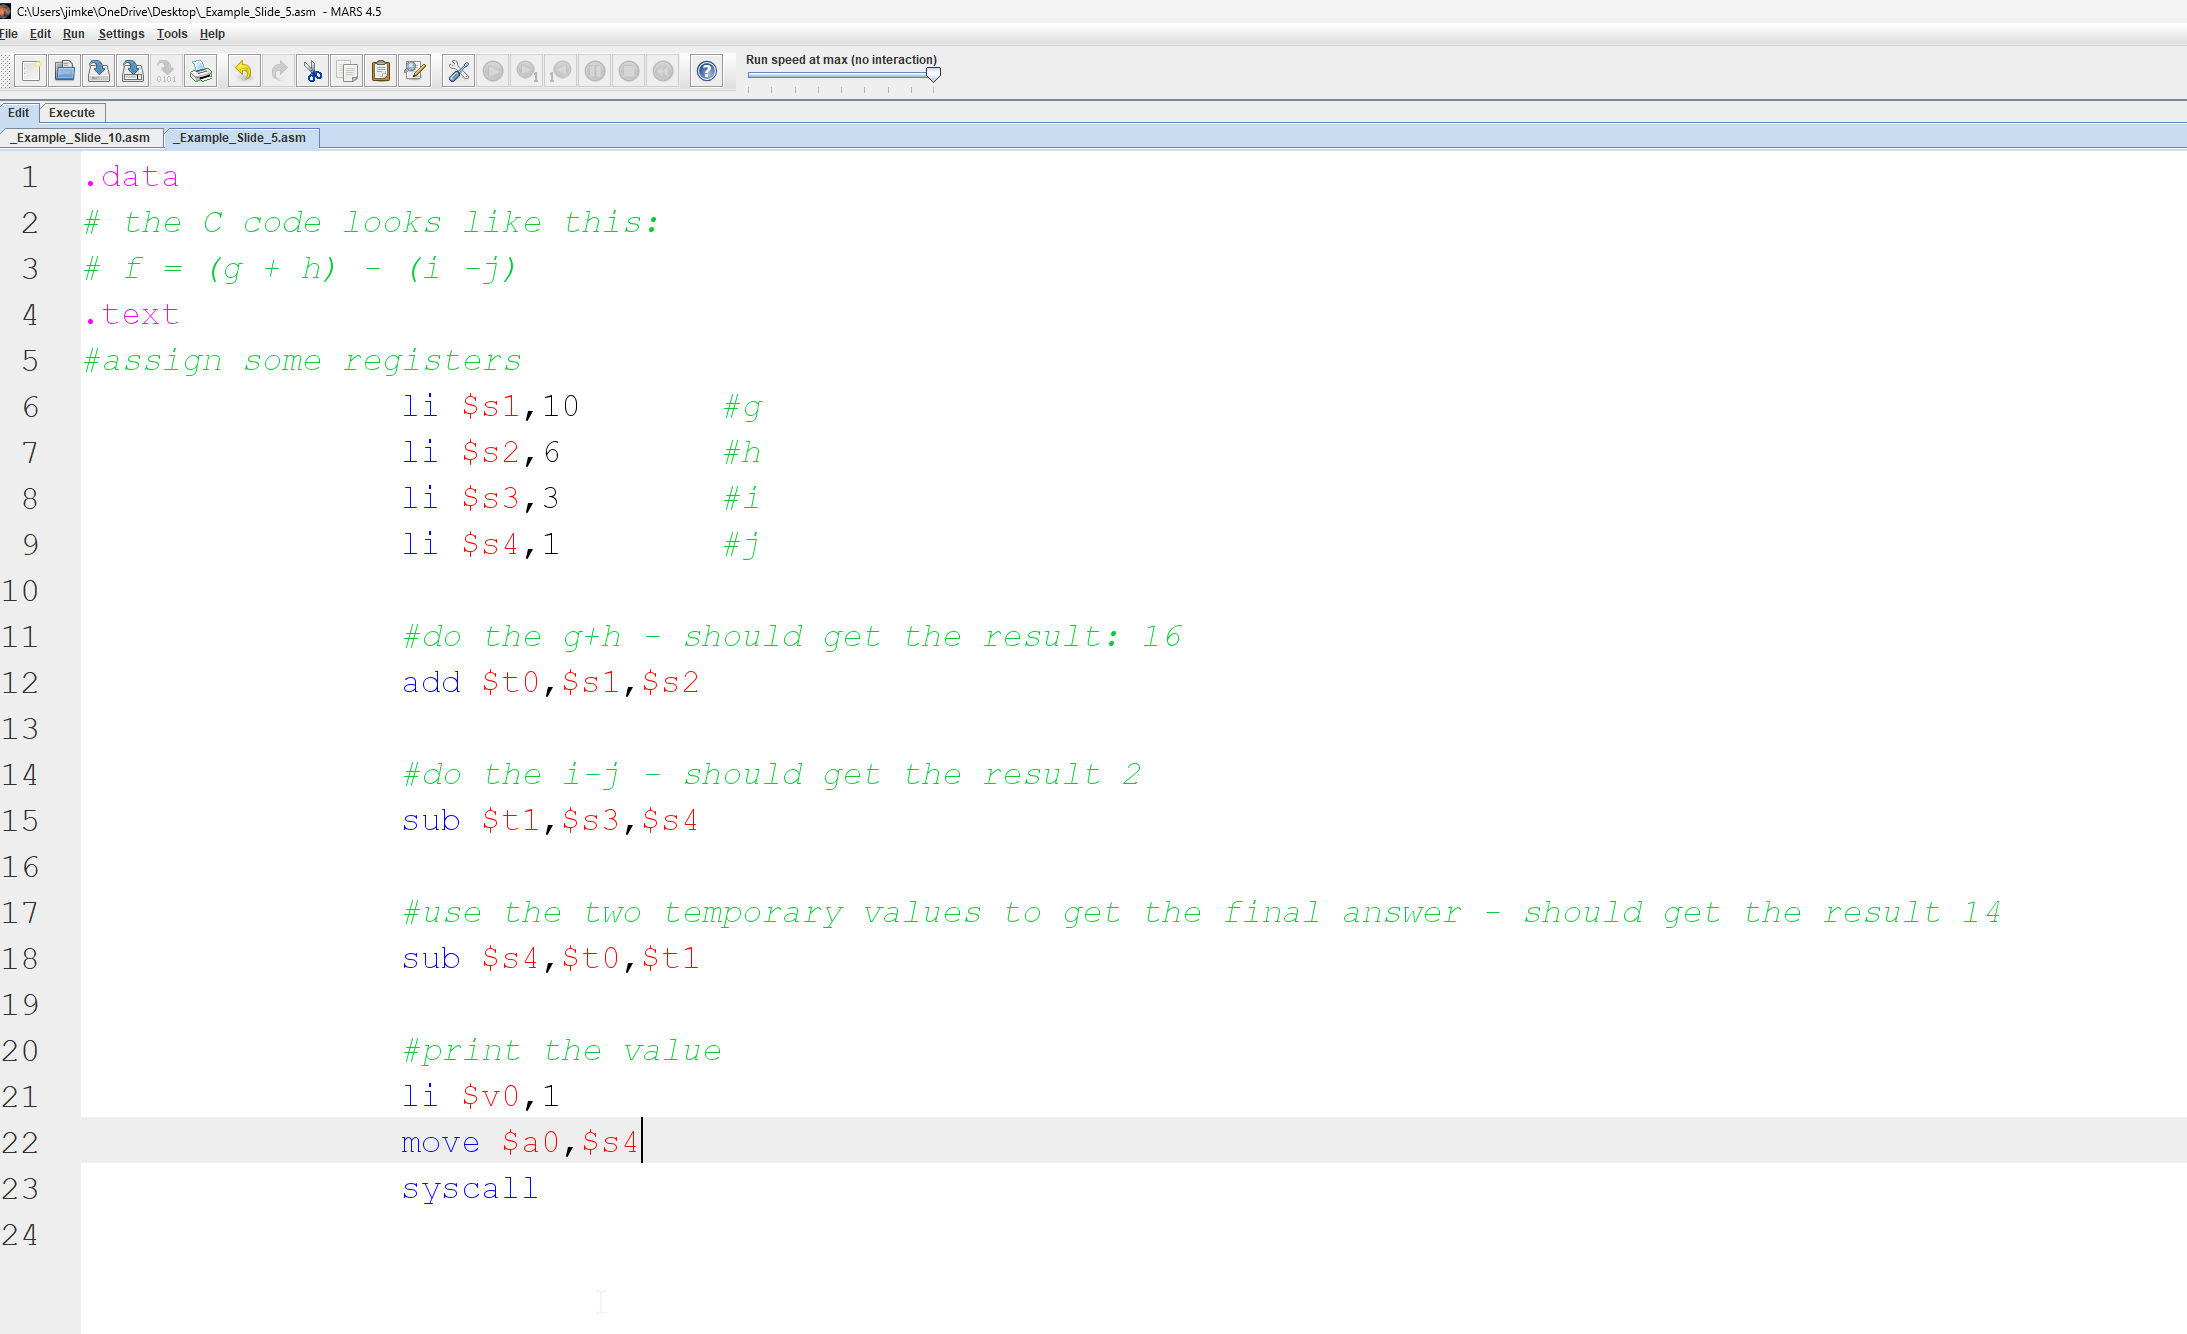 C:\Users\jimke\OneDrive\Desktop\_Example_Slide_5.asm - MARS 4.5
File Edit Run Settings Tools Help
Run speed at max (no interaction)
Edit Execute
_Example_Slide_10.asm _Example_Slide_5.asm
1 .data
2 # the C code looks like this:
3 # f = (g + h) - (i -j)
4 .text
5 #assign some registers
6 li $s1,10 #g
7 li $s2,6 #h
8 li $s3,3 #i
9 li $s4,1 #j
10
11 #do the g+h - should get the result: 16
12 add $t0,$s1,$s2
13
14 #do the i-j - should get the result 2
15 sub $t1,$s3,$s4
16
17 #use the two temporary values to get the final answer - should get the result 14
18 sub $s4,$t0,$t1
19
20 #print the value
21 li $v0,1
22 move $a0,$s4
23 syscall
24